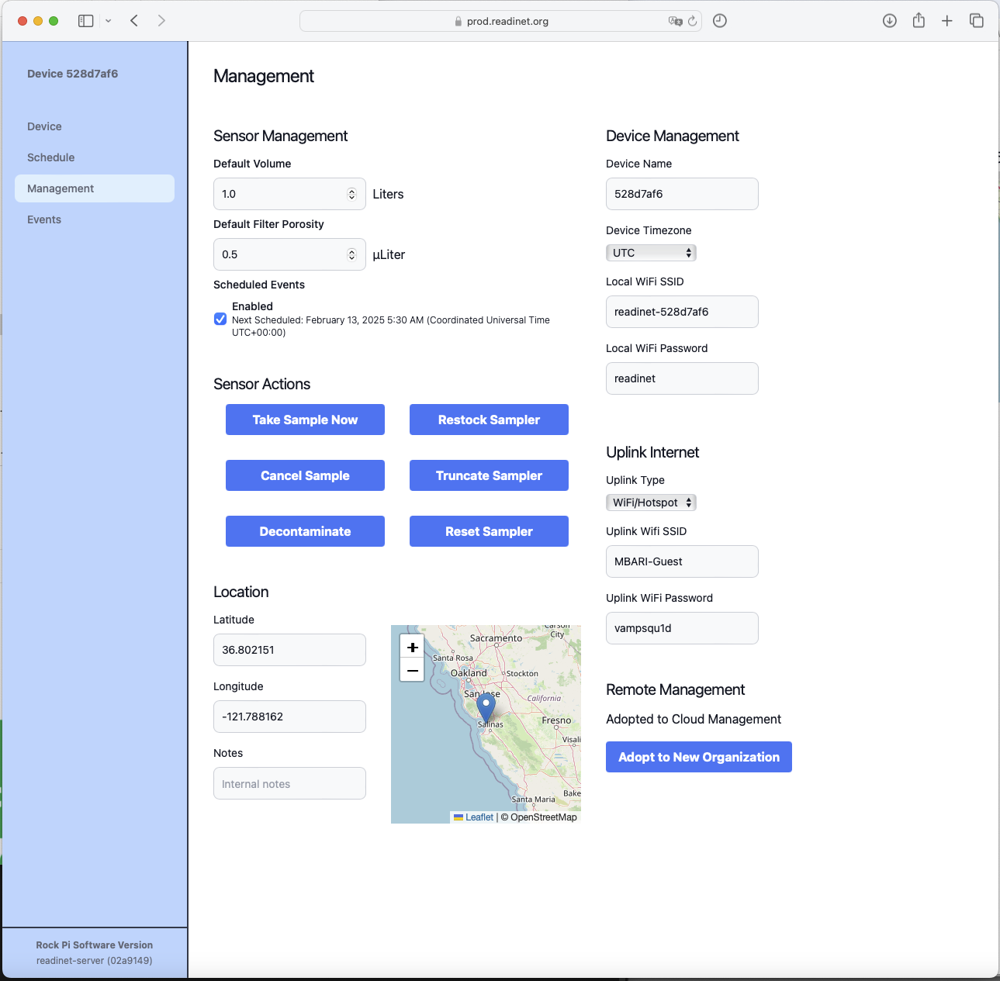 prod.readinet.org
Device 528d7af6
Device
Schedule
Management
Events
Rock Pi Software Version
readinet-server (02a9149)
Management
Sensor Management
Default Volume
1.0 Liters
Default Filter Porosity
0.5 µLiter
Scheduled Events
Enabled
Next Scheduled: February 13, 2025 5:30 AM (Coordinated Universal Time
UTC+00:00)
Sensor Actions
Take Sample Now Restock Sampler
Cancel Sample Truncate Sampler
Decontaminate Reset Sampler
Location
Latitude
36.802151
Longitude
-121.788162
Notes
Internal notes
+
−
Carson
City
Sacramento
Santa Rosa
Oakland
Stockton
San Jose
California
Salinas
Fresno
Visali
Bake
Santa Maria
Leaflet | © OpenStreetMap
Device Management
Device Name
528d7af6
Device Timezone
UTC
Local WiFi SSID
readinet-528d7af6
Local WiFi Password
readinet
Uplink Internet
Uplink Type
WiFi/Hotspot
Uplink Wifi SSID
MBARI-Guest
Uplink WiFi Password
vampsqu1d
Remote Management
Adopted to Cloud Management
Adopt to New Organization